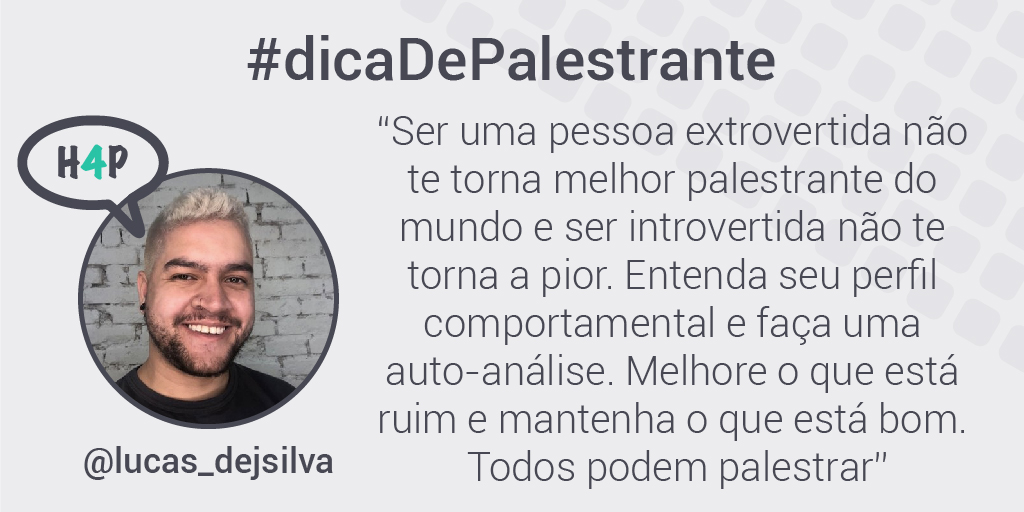 #dicaDePalestrante
H4P
"Ser uma pessoa extrovertida não
te torna melhor palestrante do
mundo e ser introvertida não te
torna a pior. Entenda seu perfil
comportamental e faça uma
auto-análise. Melhore o que está
ruim e mantenha o que está bom.
Todos podem palestrar"
@lucas_dejsilva